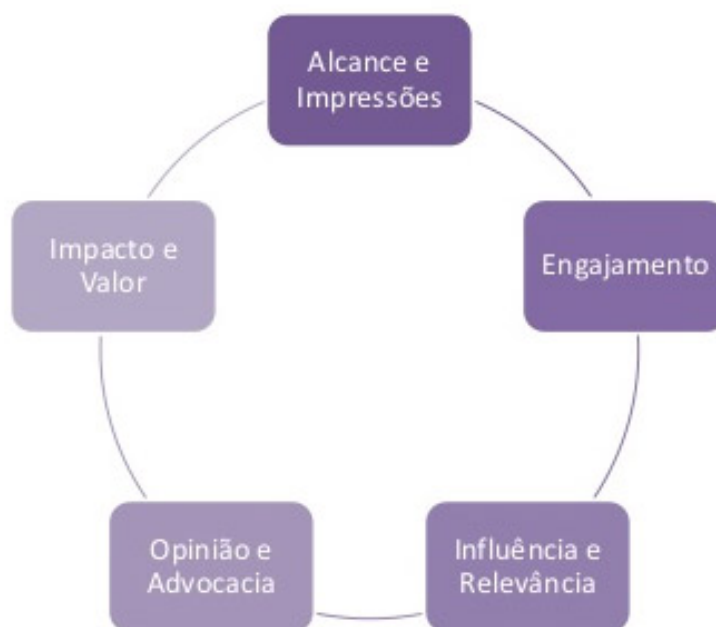 Alcance e
Impressões
Engajamento
Influência e
Relevância
Opinião e
Advocacia
Impacto e
Valor